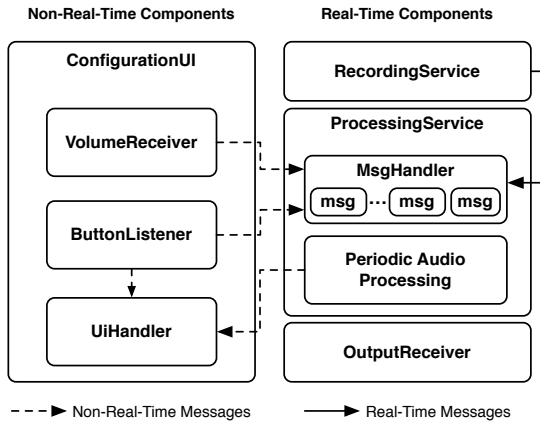 Non-Real-Time Components
Real-Time Components
ConfigurationUI
VolumeReceiver
ButtonListener
UiHandler
RecordingService
ProcessingService
MsgHandler
msg ... msg msg
Periodic Audio
Processing
OutputReceiver
Non-Real-Time Messages
Real-Time Messages